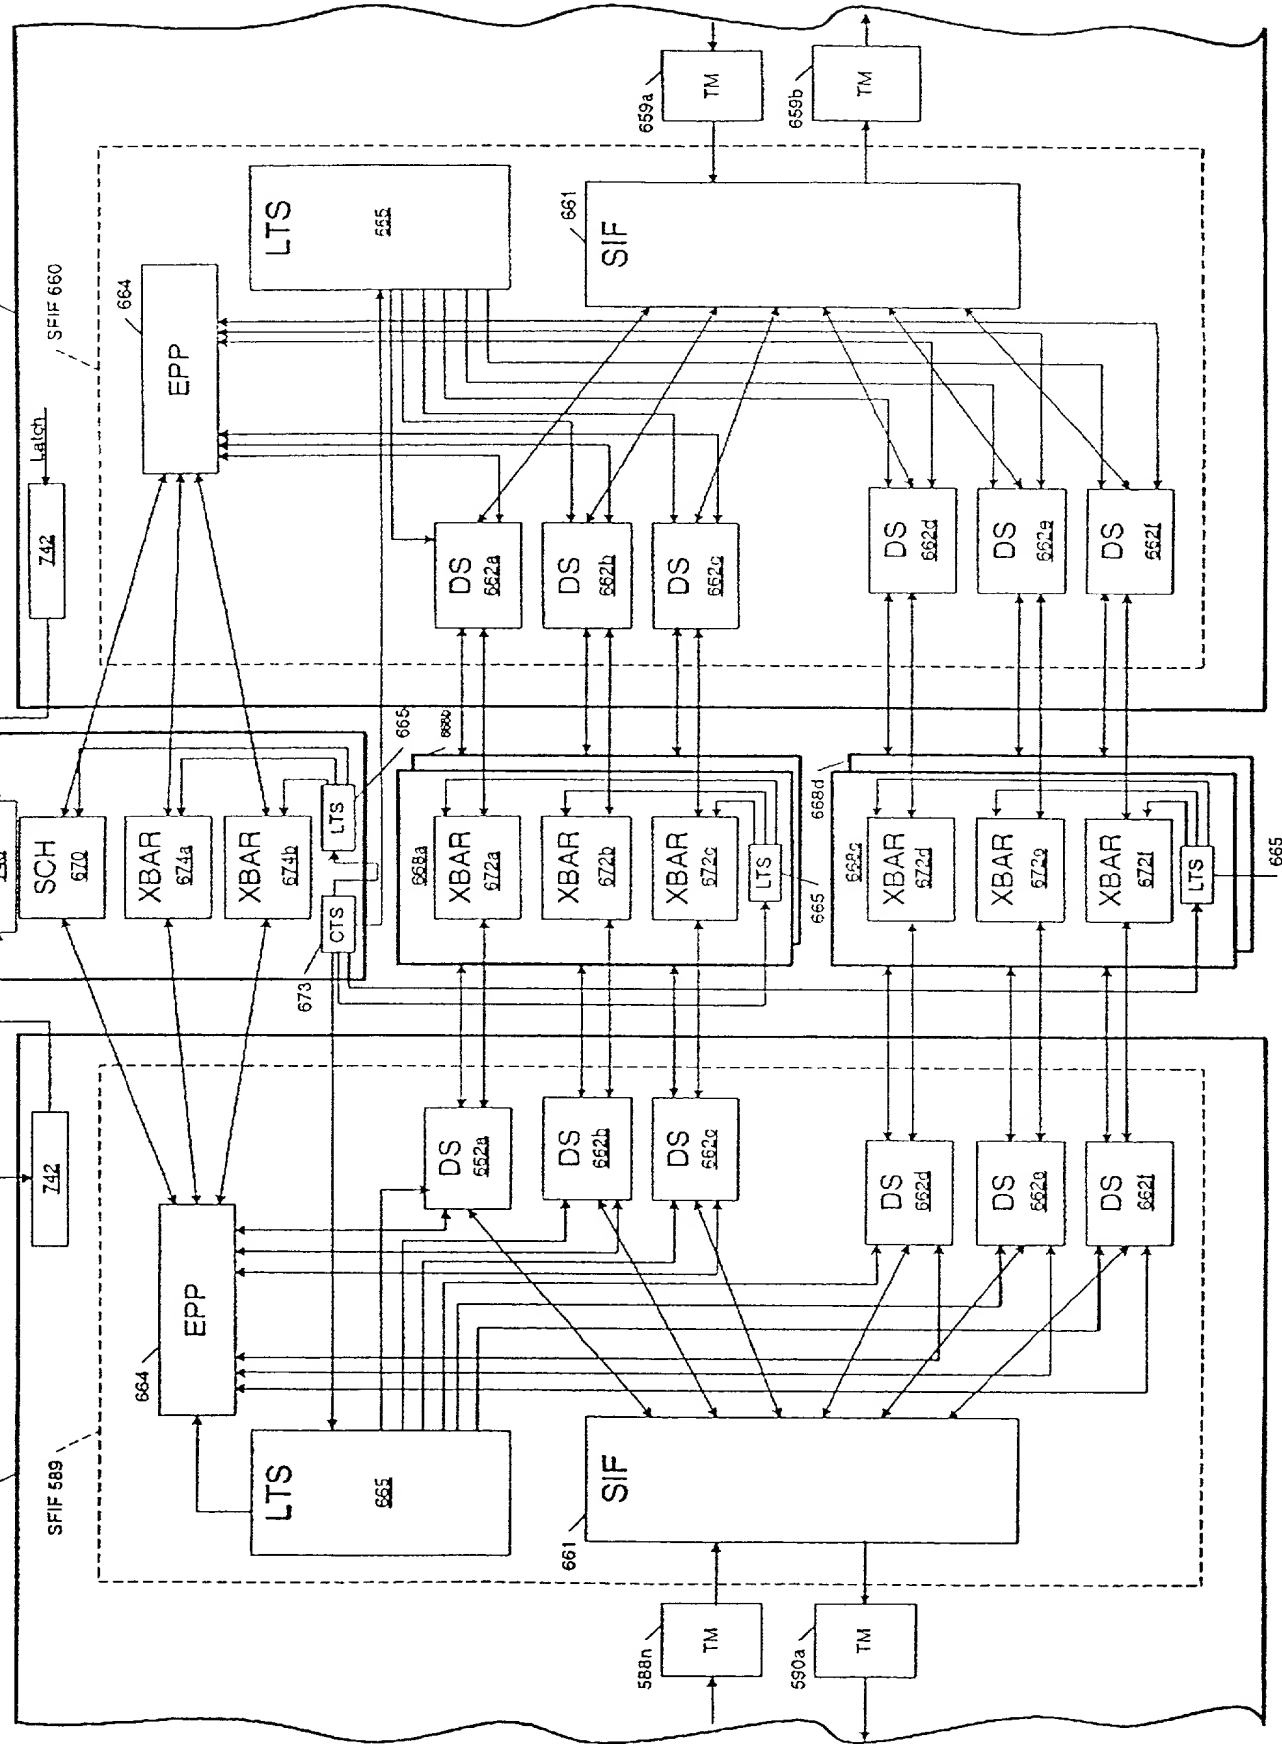 Latch
742
SFIF 660
664
EPP
LTS
665
661
SIF
659a
TM
659b
TM
DS
662a
DS
662b
DS
662c
DS
662d
DS
662e
DS
662f
SCH
670
XBAR
674a
XBAR
674b
LTS
665
CTS
673
668b
668a
XBAR
672a
XBAR
672b
XBAR
672c
LTS
665
668d
668c
XBAR
672d
XBAR
672e
XBAR
672f
LTS
665
742
SFIF 589
664
EPP
LTS
665
661
SIF
DS
662a
DS
662b
DS
662c
DS
662d
DS
662e
DS
662f
588n
TM
590a
TM